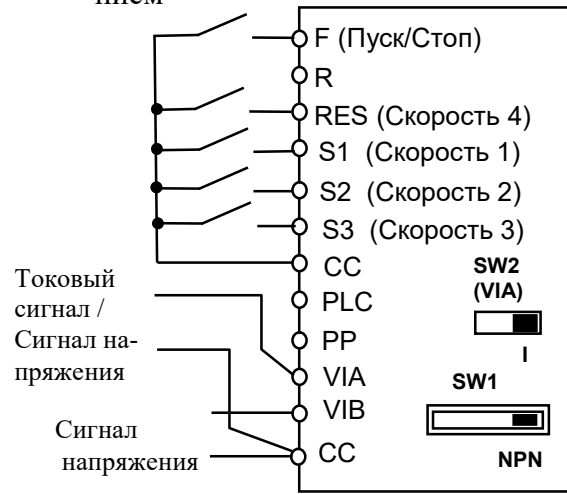 нием
F (Пуск/Стоп)
R
RES (Скорость 4)
S1 (Скорость 1)
S2 (Скорость 2)
S3 (Скорость 3)
CC
PLC
PP
VIA
VIB
CC
SW2
(VIA)
I
SW1
NPN
Токовый
сигнал /
Сигнал на-
пряжения
Сигнал
напряжения